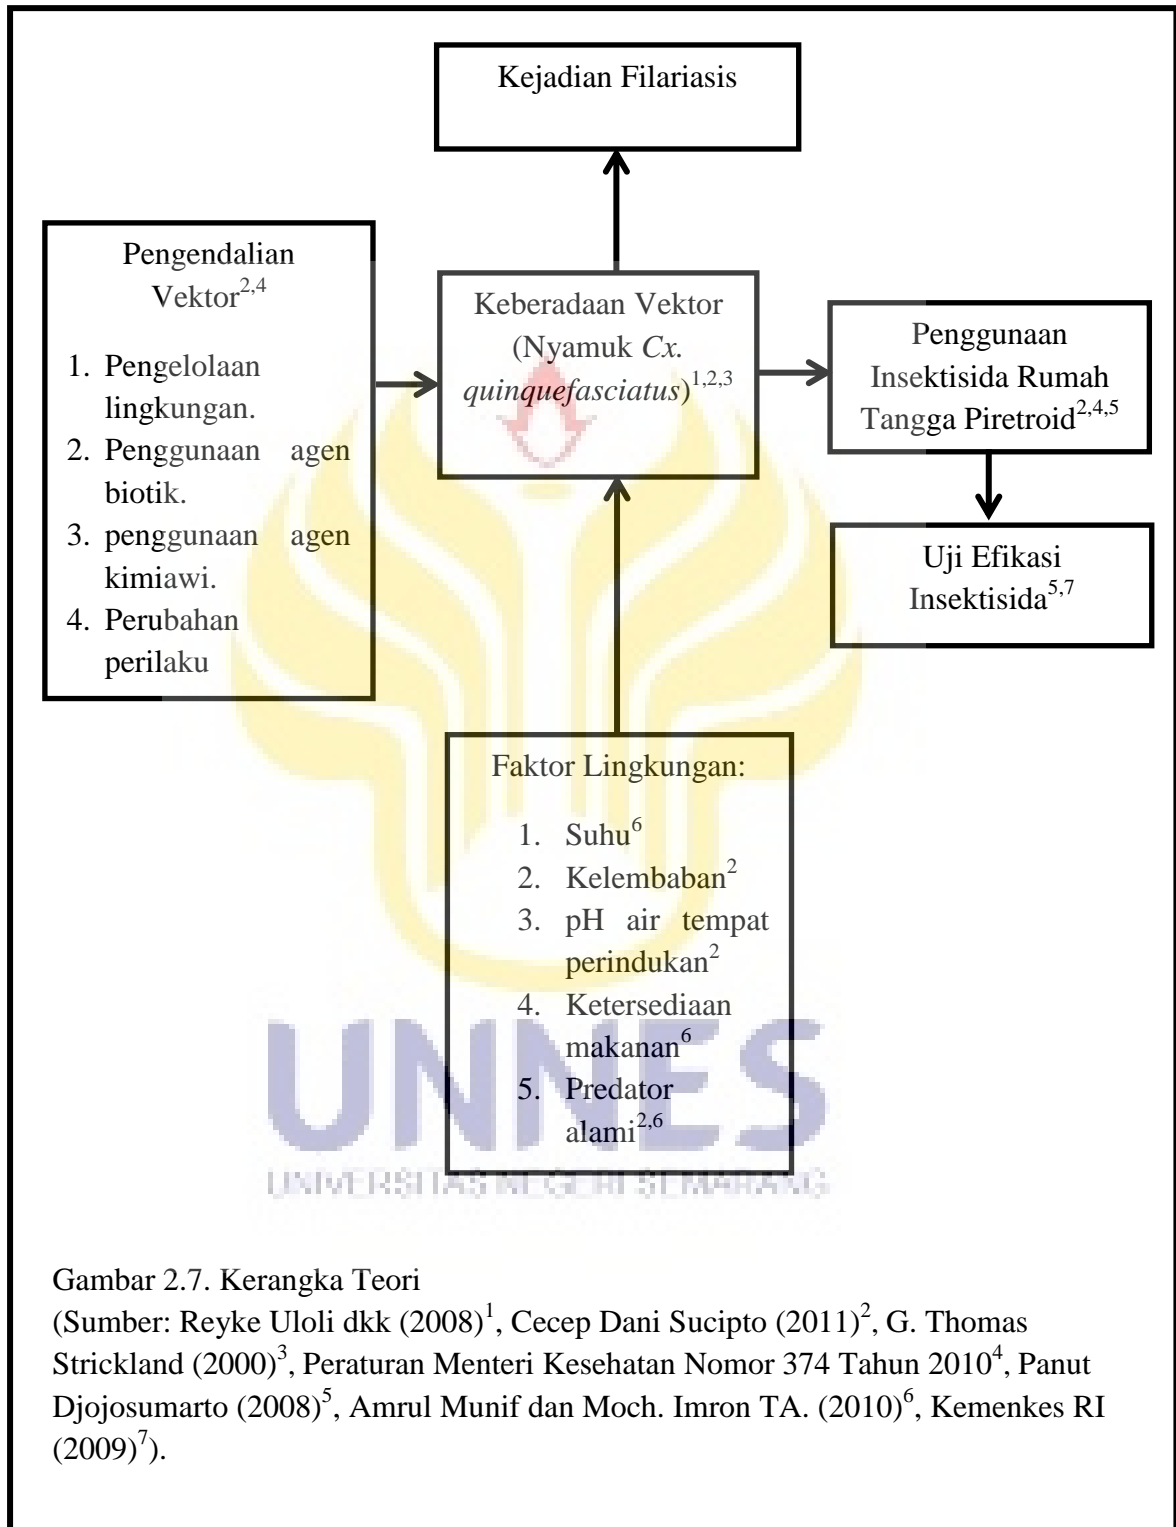 Kejadian Filariasis
Pengendalian
Vektor2,4
1. Pengelolaan
lingkungan.
2. Penggunaan agen
biotik.
3. penggunaan agen
kimiawi.
4. Perubahan
perilaku
Keberadaan Vektor
(Nyamuk Cx.
quinquefasciatus)1,2,3
Penggunaan
Insektisida Rumah
Tangga Piretroid2,4,5
Uji Efikasi
Insektisida5,7
Faktor Lingkungan:
1. Suhu6
2. Kelembaban2
3. pH air tempat
perindukan2
4. Ketersediaan
makanan6
5. Predator
alami2,6
UNNES
UNIVERSITAS NEGERI SEMARANG
Gambar 2.7. Kerangka Teori
(Sumber: Reyke Uloli dkk (2008)1, Cecep Dani Sucipto (2011)2, G. Thomas
Strickland (2000)3, Peraturan Menteri Kesehatan Nomor 374 Tahun 20104, Panut
Djojosumarto (2008)5, Amrul Munif dan Moch. Imron TA. (2010)6, Kemenkes RI
(2009)7).